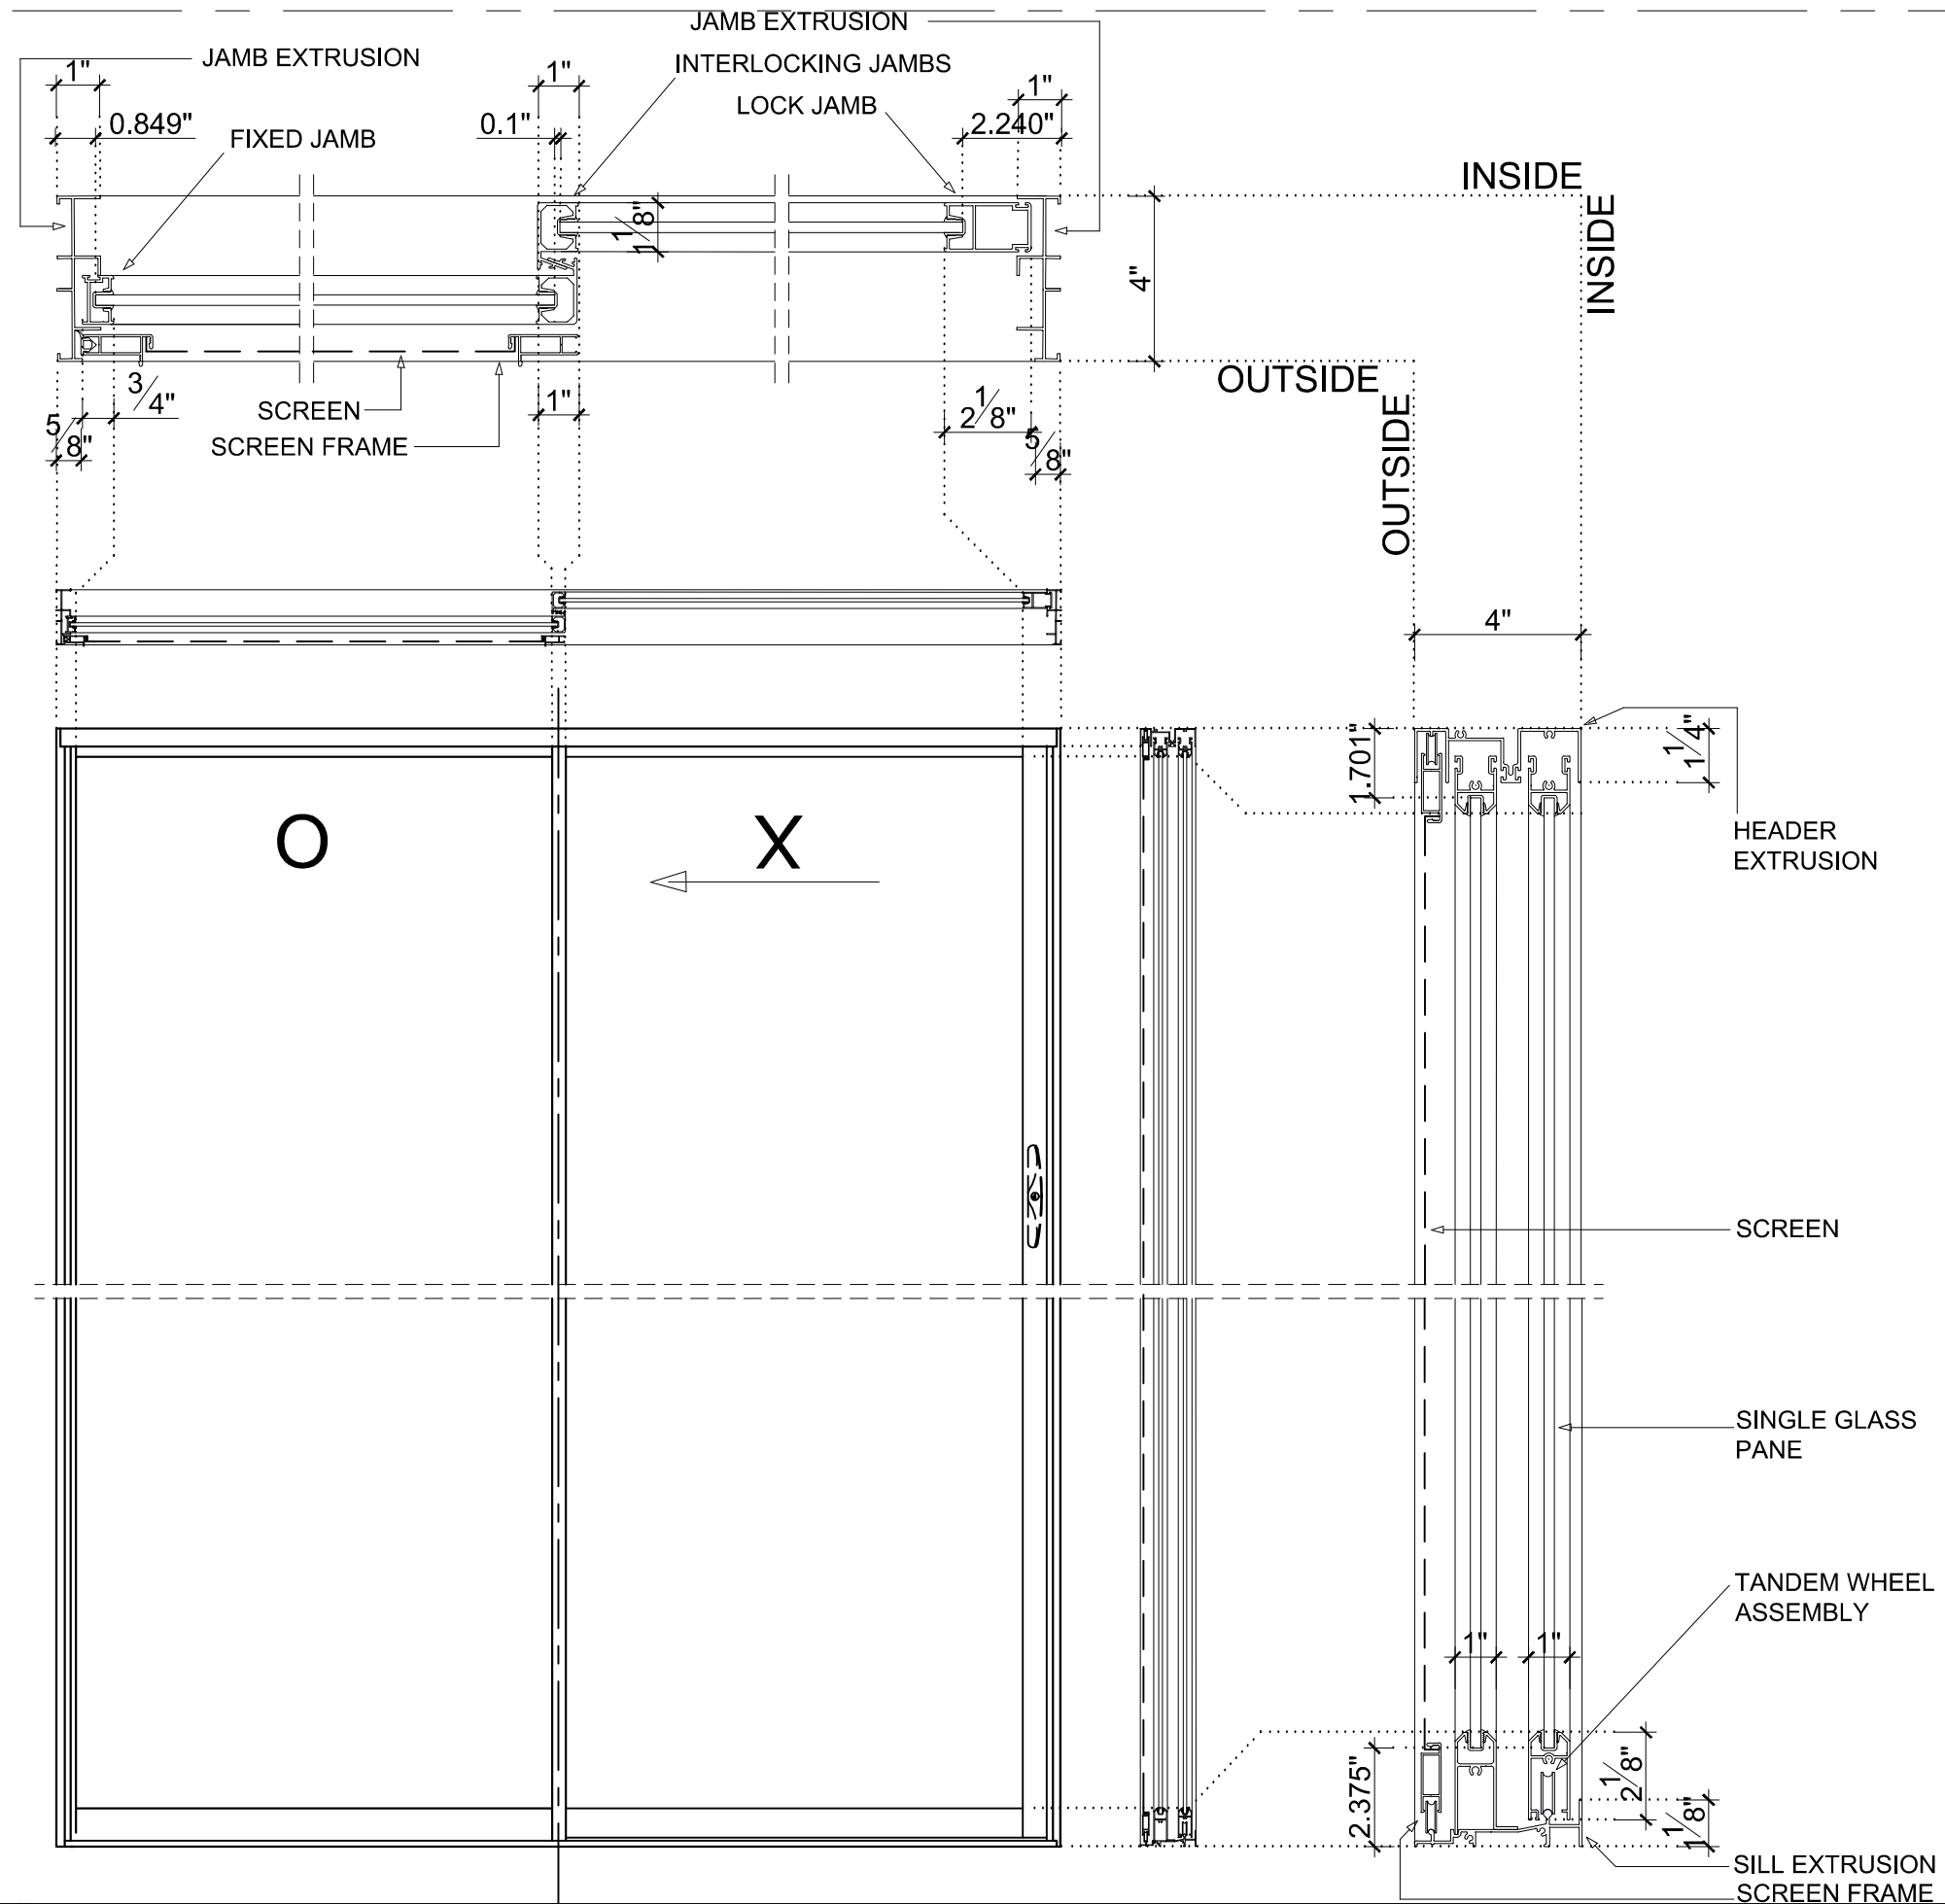 JAMB EXTRUSION
JAMB EXTRUSION
INTERLOCKING JAMBS
LOCK JAMB
1"
1"
1"
0.849"
0.1"
2.240"
FIXED JAMB
INSIDE
INSIDE
1 1/8"
4"
OUTSIDE
OUTSIDE
3/4"
5/8"
SCREEN
SCREEN FRAME
1"
2 1/8"
5/8"
4"
1.701"
1 1/4"
HEADER
EXTRUSION
O
X
SCREEN
SINGLE GLASS
PANE
TANDEM WHEEL
ASSEMBLY
1"
1"
2.375"
2 1/8"
1 1/8"
SILL EXTRUSION
SCREEN FRAME